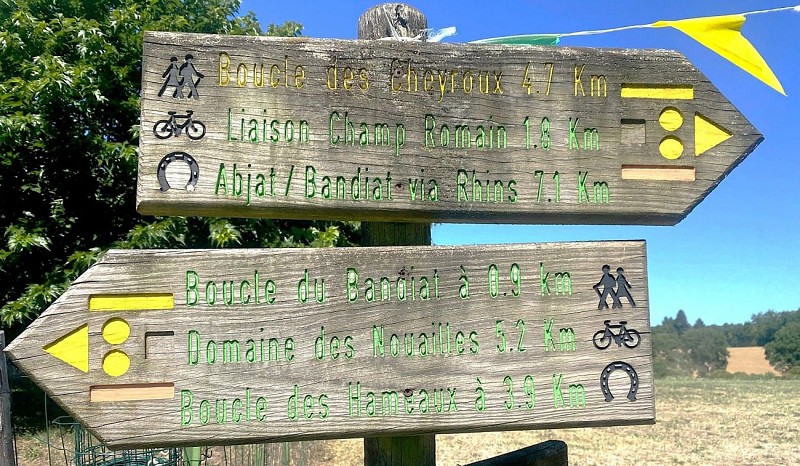 Boucle des Cheyroux 4.7 Km
Liaison Champ Romain 1.8 Km
Abjat/Bandiat via Rhins 7.1 Km
Boucle du Bandiat à 0.9 km
Domaine des Nouailles 5.2 Km
Boucle des Hameaux à 3.9 Km